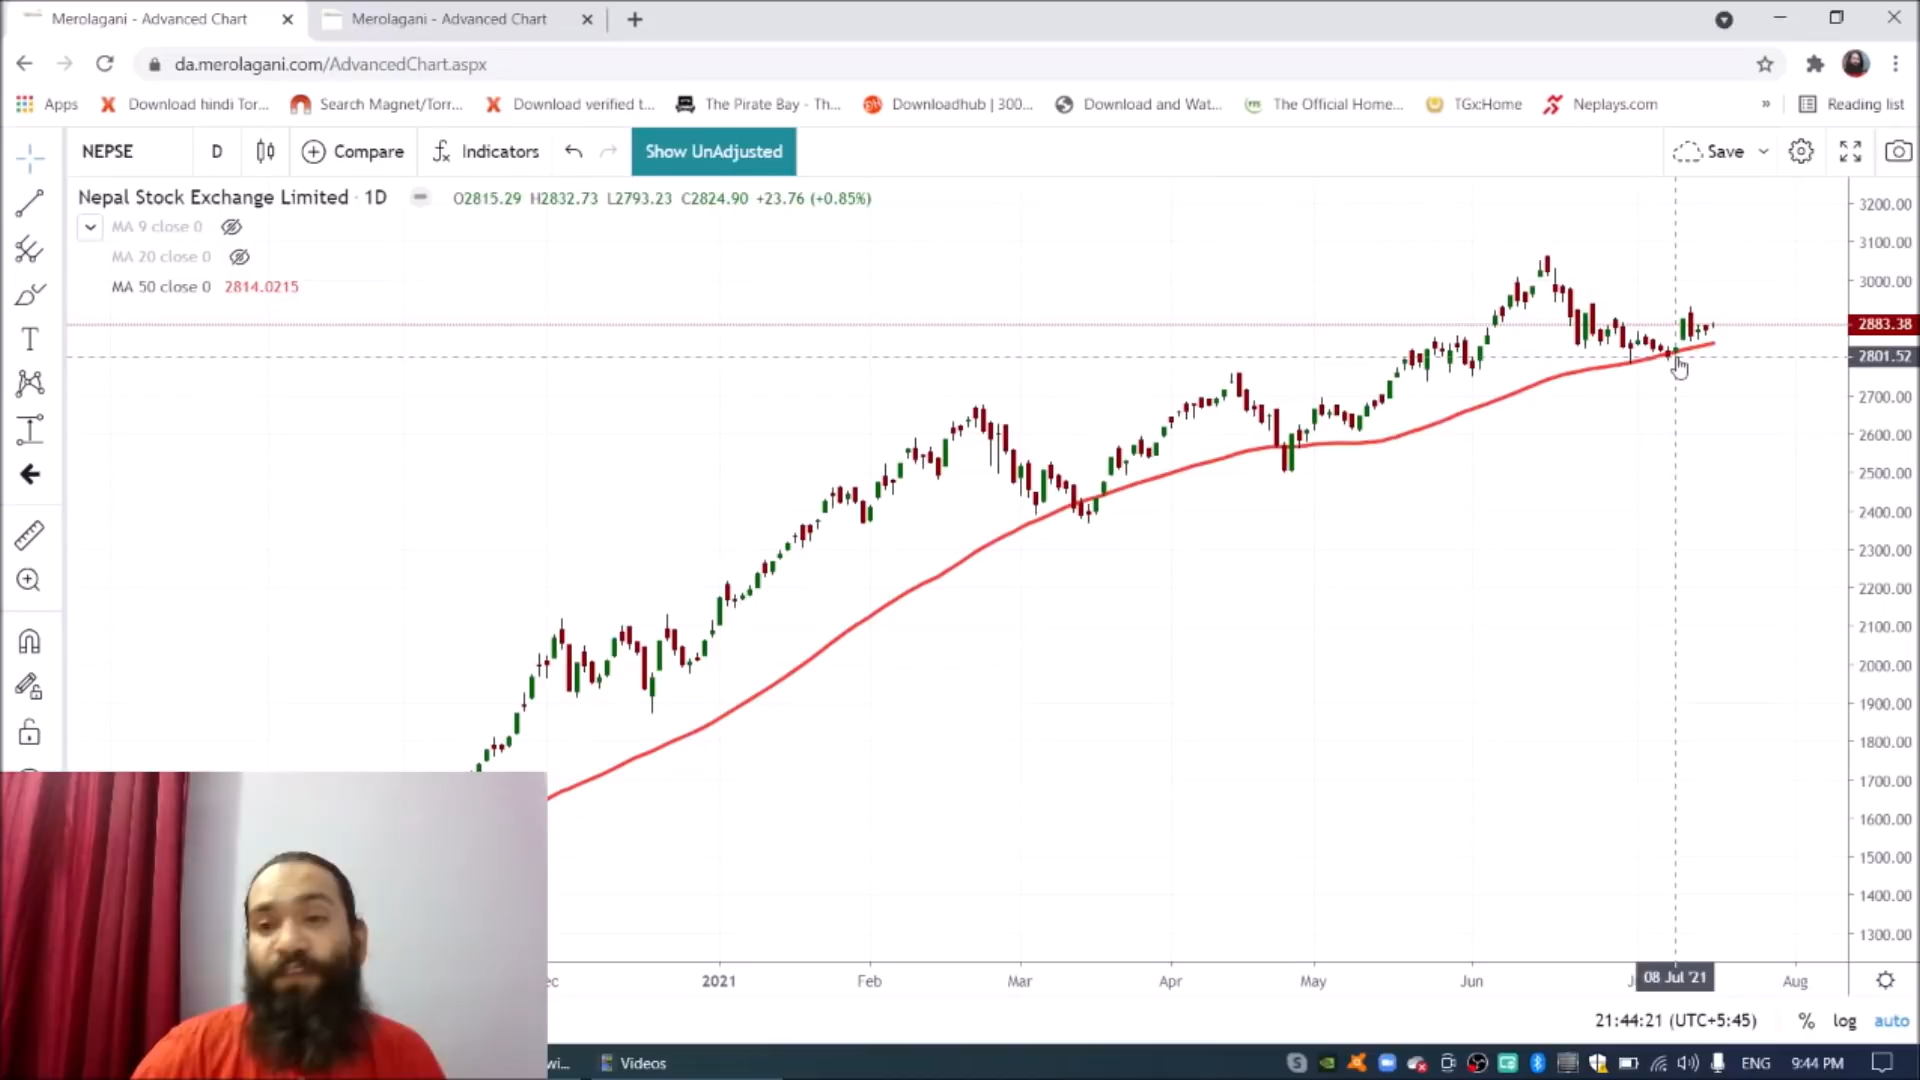 Merolagani - Advanced Chart
Merolagani - Advanced Chart
da.merolagani.com/AdvancedChart.aspx
Apps
Download hindi Tor...
Search Magnet/Torr...
Download verified t...
The Pirate Bay - Th...
Downloadhub | 300...
Download and Wat...
The Official Home...
TGx:Home
Neplays.com
»
Reading list
NEPSE
D
Compare
Indicators
Show UnAdjusted
Save
Nepal Stock Exchange Limited · 1D
O2815.29 H2832.73 L2793.23 C2824.90 +23.76 (+0.85%)
MA 9 close 0
MA 20 close 0
MA 50 close 0 2814.0215
3200.00
3100.00
3000.00
2883.38
2801.52
2700.00
2600.00
2500.00
2400.00
2300.00
2200.00
2100.00
2000.00
1900.00
1800.00
1700.00
1600.00
1500.00
1400.00
1300.00
ec
2021
Feb
Mar
Apr
May
Jun
08 Jul '21
Aug
21:44:21 (UTC+5:45)
%
log
auto
wi...
Videos
ENG
9:44 PM